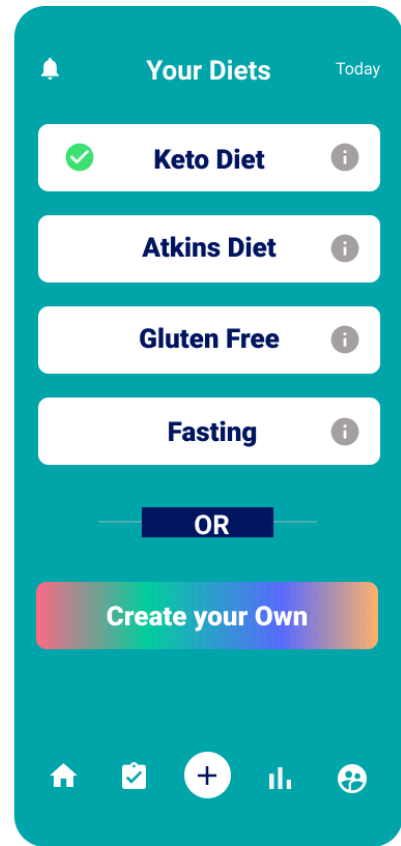 Your Diets
Today
Keto Diet
Atkins Diet
Gluten Free
Fasting
OR
Create your Own